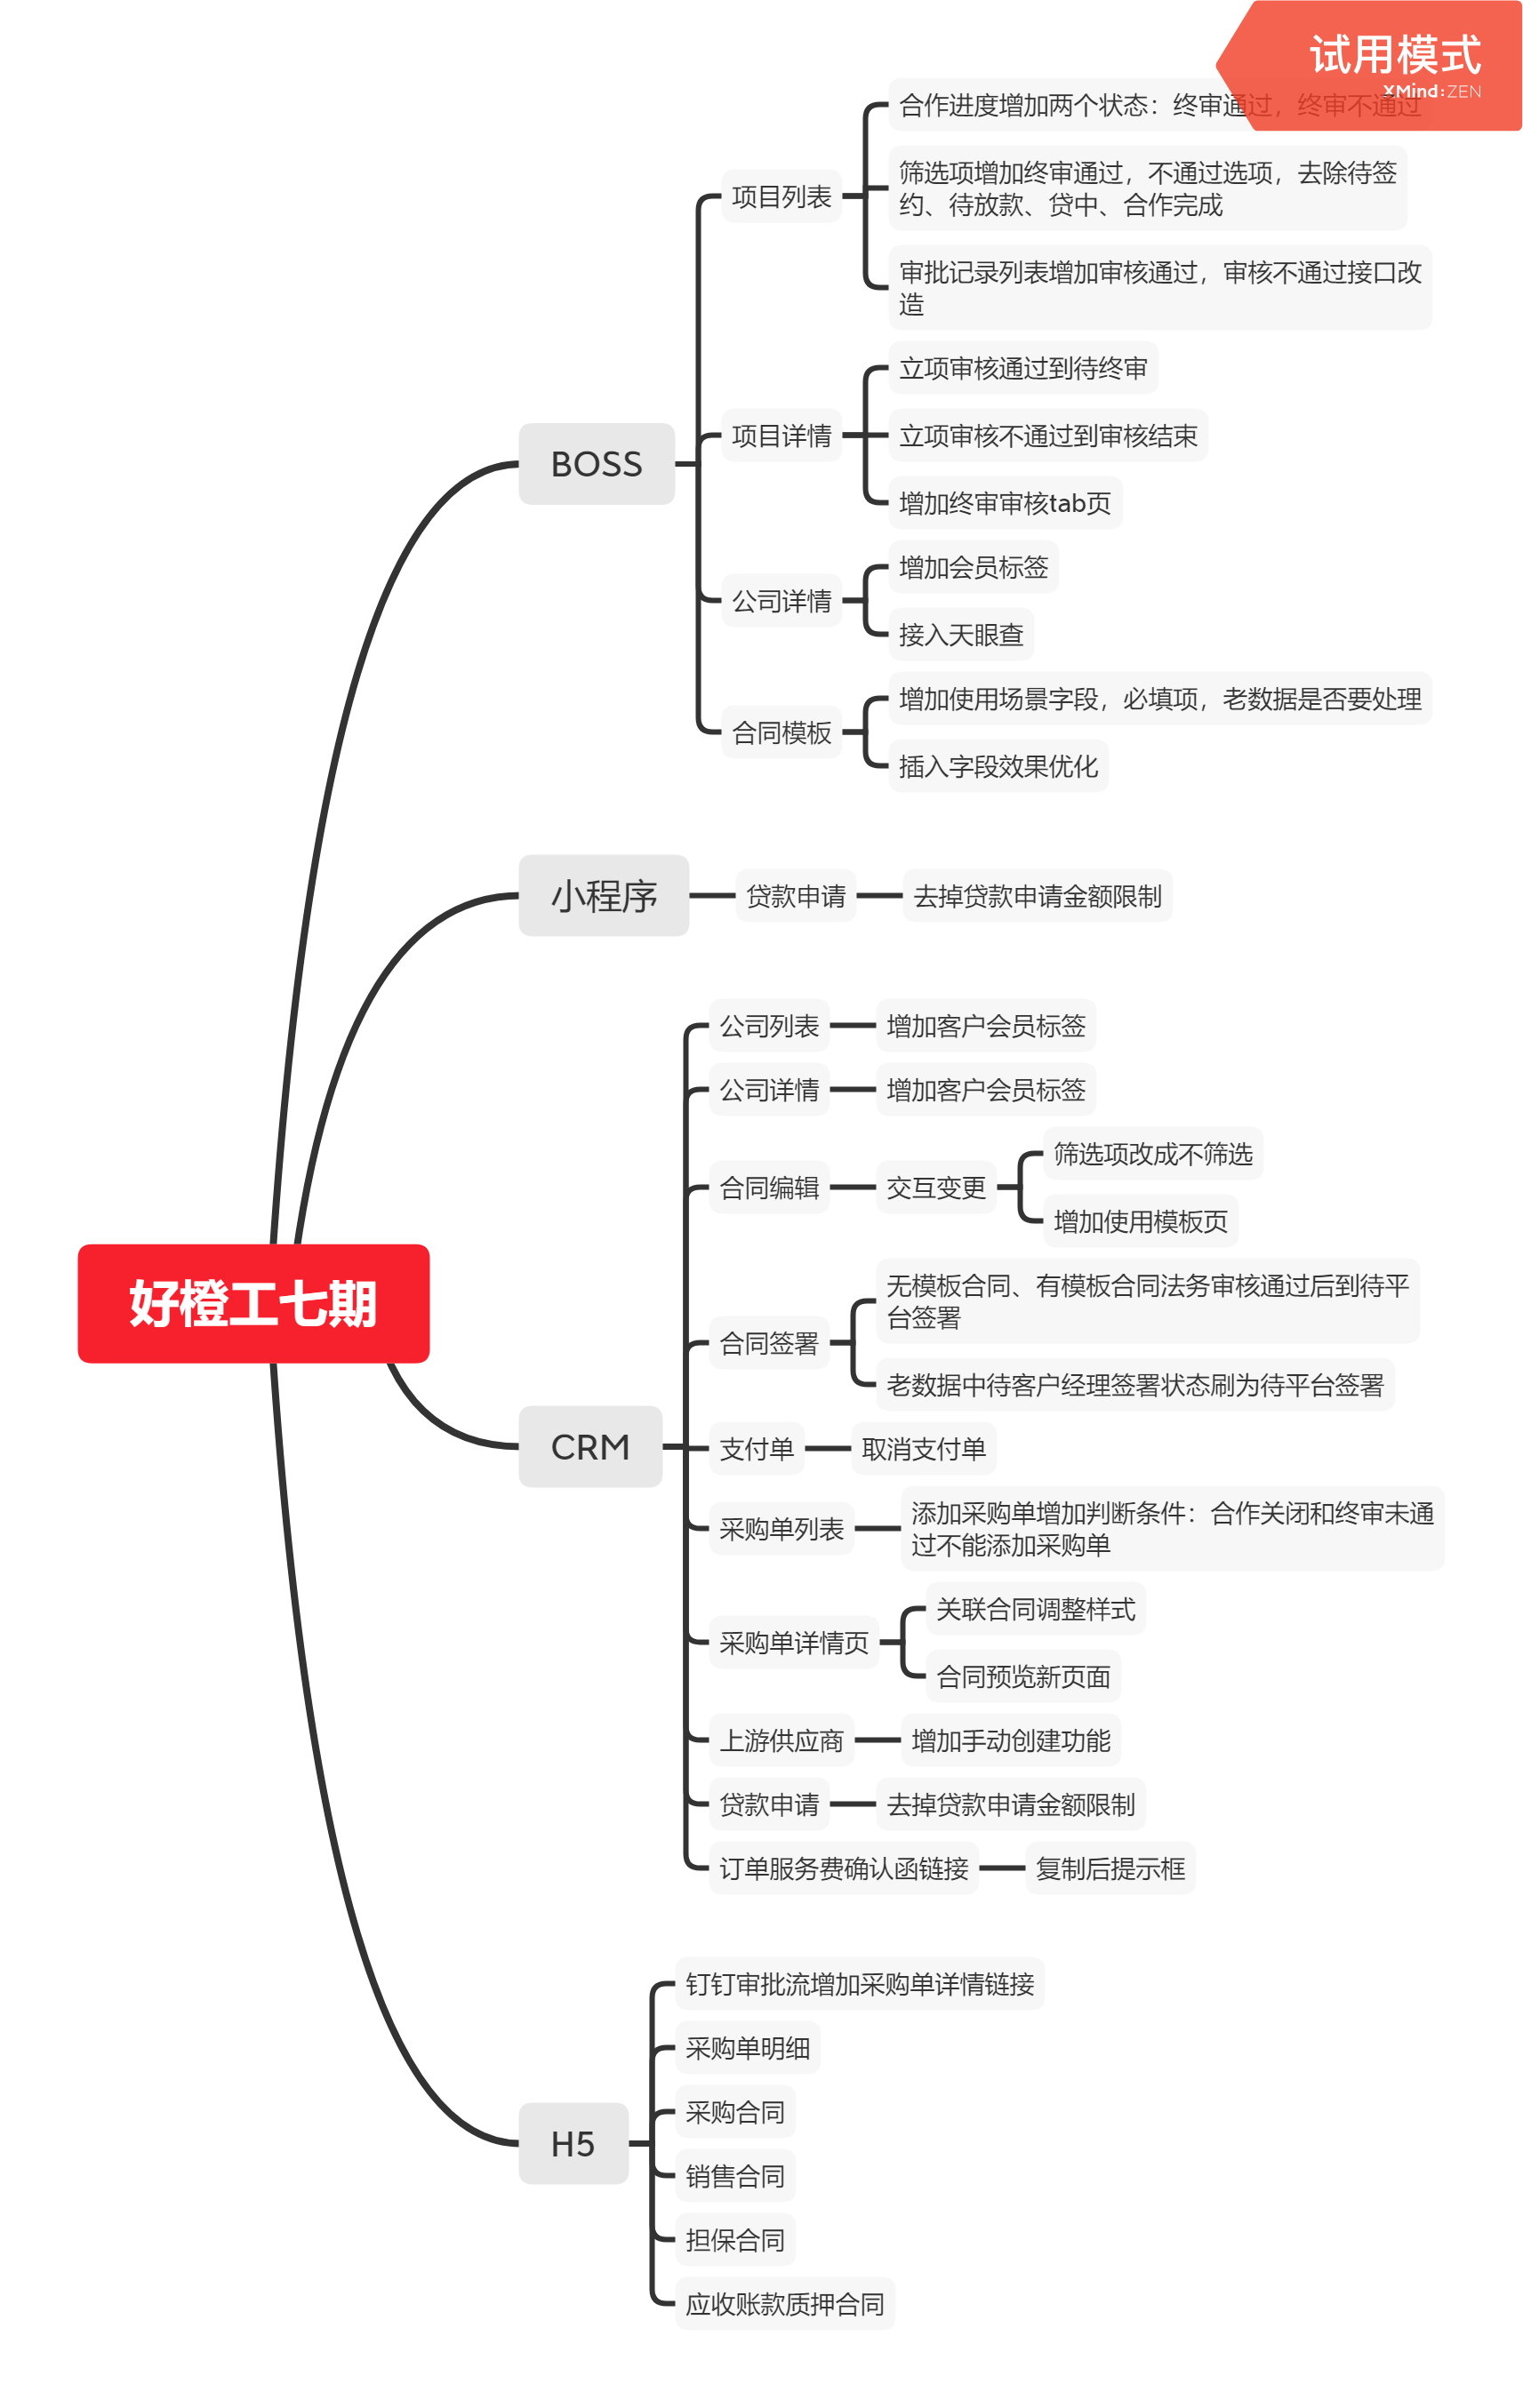 试用模式
XMind:ZEN
合作进度增加两个状态：终审通过，终审不通过
筛选项增加终审通过，不通过选项，去除待签
约、待放款、贷中、合作完成
项目列表
审批记录列表增加审核通过，审核不通过接口改
造
立项审核通过到待终审
项目详情
立项审核不通过到审核结束
BOSS
增加终审审核tab页
增加会员标签
公司详情
接入天眼查
增加使用场景字段，必填项，老数据是否要处理
合同模板
插入字段效果优化
小程序
贷款申请
去掉贷款申请金额限制
公司列表
增加客户会员标签
公司详情
增加客户会员标签
筛选项改成不筛选
合同编辑
交互变更
增加使用模板页
好橙工七期
无模板合同、有模板合同法务审核通过后到待平
台签署
合同签署
老数据中待客户经理签署状态刷为待平台签署
CRM
支付单
取消支付单
采购单列表
添加采购单增加判断条件：合作关闭和终审未通
过不能添加采购单
关联合同调整样式
采购单详情页
合同预览新页面
上游供应商
增加手动创建功能
贷款申请
去掉贷款申请金额限制
订单服务费确认函链接
复制后提示框
钉钉审批流增加采购单详情链接
采购单明细
采购合同
H5
销售合同
担保合同
应收账款质押合同